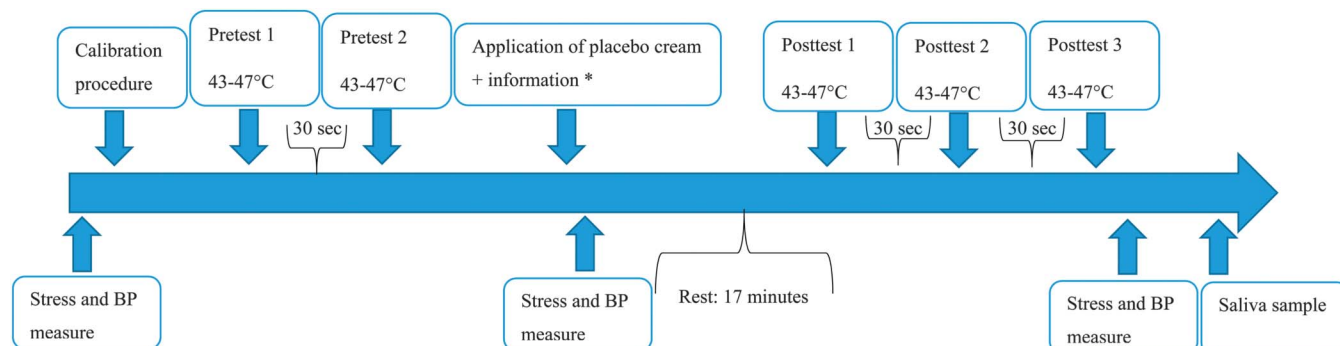 Calibration
procedure
Pretest 1
43-47°C
Pretest 2
43-47°C
Application of placebo cream
+ information *
Posttest 1
43-47°C
Posttest 2
43-47°C
Posttest 3
43-47°C
30 sec
30 sec
30 sec
Stress and BP
measure
Stress and BP
measure
Rest: 17 minutes
Stress and BP
measure
Saliva sample